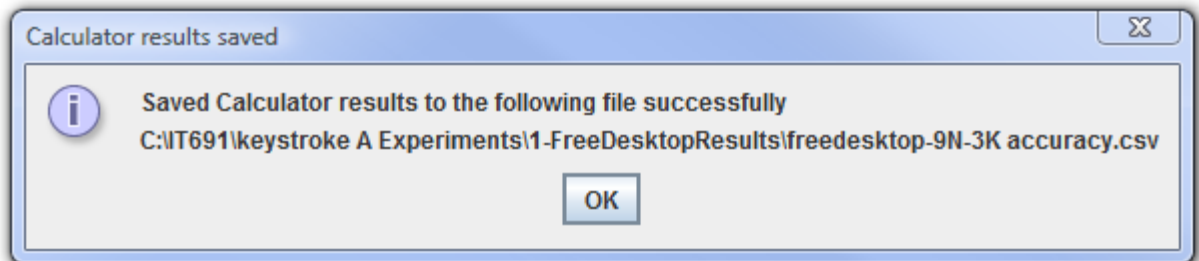 Calculator results saved
Saved Calculator results to the following file successfully
C:\IT691\keystroke A Experiments\1-FreeDesktopResults\freedesktop-9N-3K accuracy.csv
OK